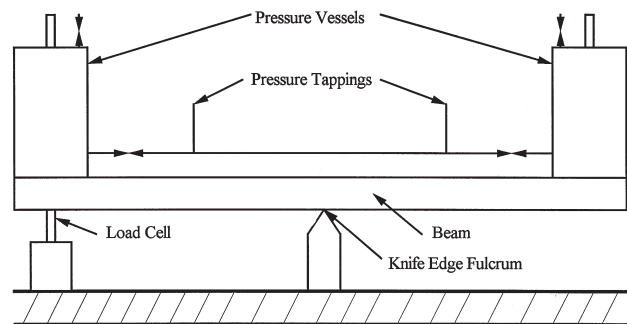 Pressure Vessels
Pressure Tappings
Load Cell
Beam
Knife Edge Fulcrum